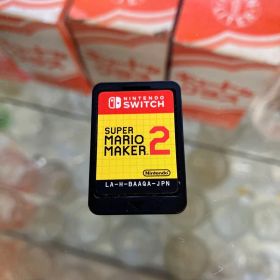 NINTENDO
SWITCH
SUPER
MARIO
MAKER 2
Nintendo
LA-H-BAAQA-JPN